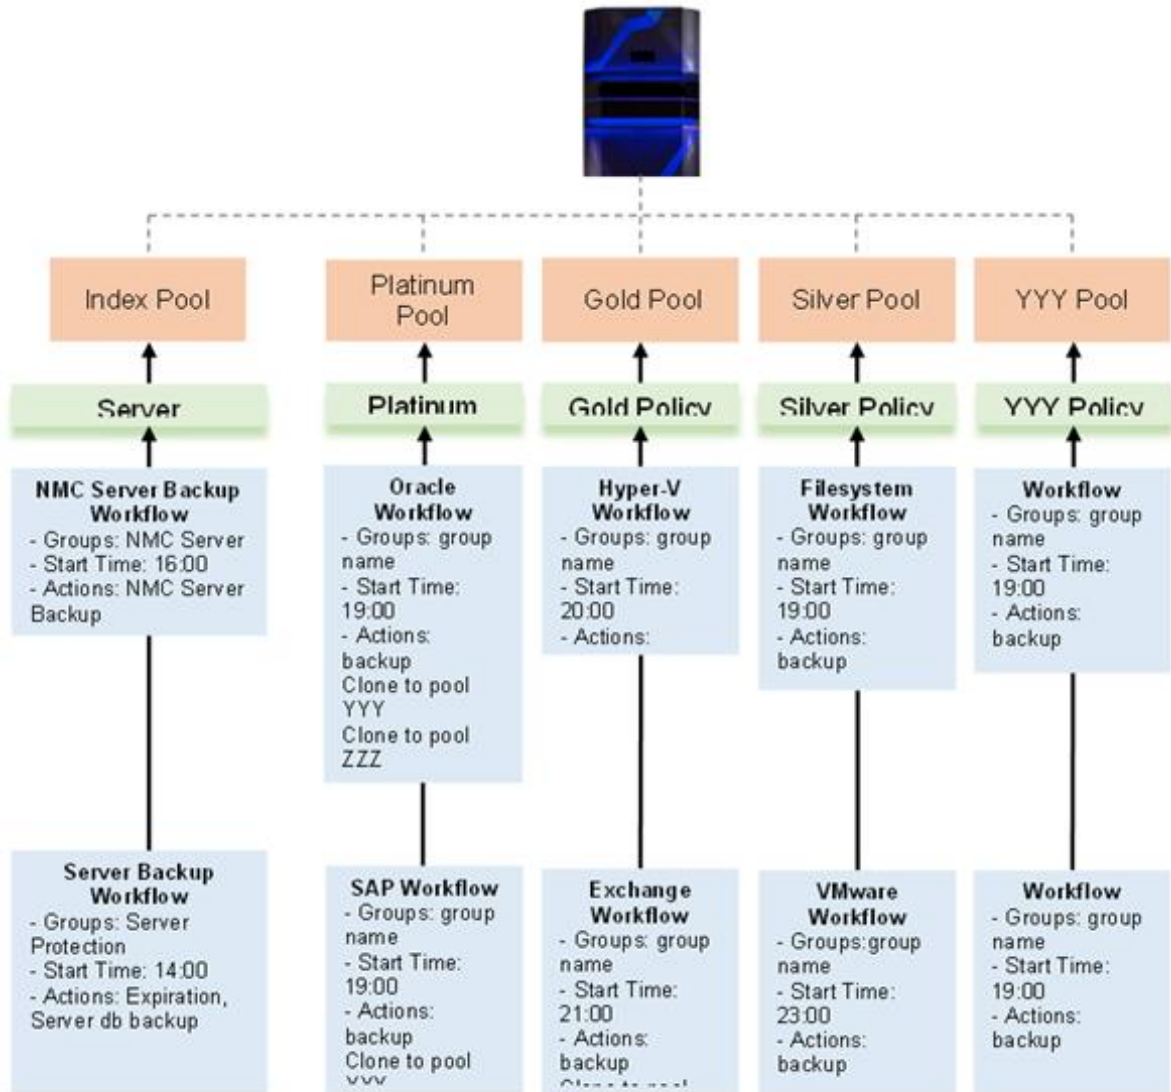 Index Pool
Platinum
Pool
Gold Pool
Silver Pool
YYY Pool
Server
Platinum
Gold Policy
Silver Policy
YYY Policy
NMC Server Backup
Workflow
- Groups: NMC Server
- Start Time: 16:00
- Actions: NMC Server
Backup
Oracle
Workflow
- Groups: group
name
- Start Time:
19:00
- Actions:
backup
Clone to pool
YYY
Clone to pool
ZZZ
Hyper-V
Workflow
- Groups: group
name
- Start Time:
20:00
- Actions:
Filesystem
Workflow
- Groups: group
name
- Start Time:
19:00
- Actions:
backup
Workflow
- Groups: group
name
- Start Time:
19:00
- Actions:
backup
Server Backup
Workflow
- Groups: Server
Protection
- Start Time: 14:00
- Actions: Expiration,
Server db backup
SAP Workflow
- Groups: group
name
- Start Time:
19:00
- Actions:
backup
Clone to pool
YYY
Exchange
Workflow
- Groups: group
name
- Start Time:
21:00
- Actions:
backup
Clone to pool
VMware
Workflow
- Groups:group
name
- Start Time:
23:00
- Actions:
backup
Workflow
- Groups: group
name
- Start Time:
19:00
- Actions:
backup